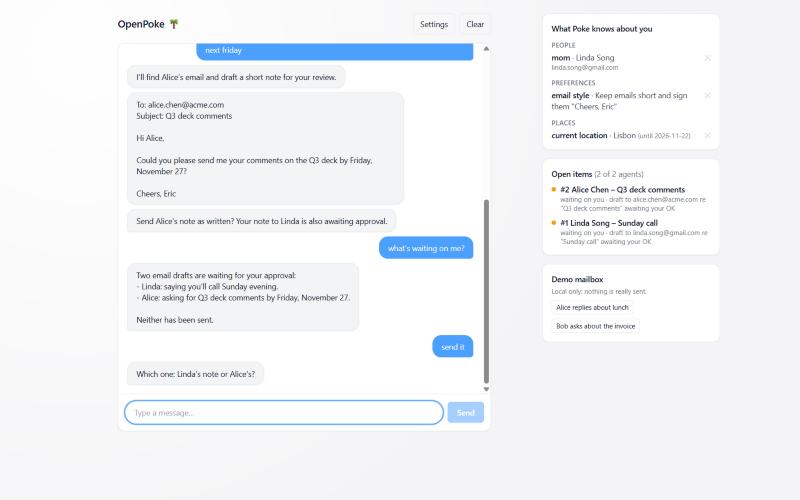 OpenPoke 🌴
Settings
Clear
next friday
I'll find Alice's email and draft a short note for your review.
To: alice.chen@acme.com
Subject: Q3 deck comments
Hi Alice,
Could you please send me your comments on the Q3 deck by Friday,
November 27?
Cheers, Eric
Send Alice's note as written? Your note to Linda is also awaiting approval.
what's waiting on me?
Two email drafts are waiting for your approval:
- Linda: saying you'll call Sunday evening.
- Alice: asking for Q3 deck comments by Friday, November 27.
Neither has been sent.
send it
Which one: Linda's note or Alice's?
Type a message...
Send
What Poke knows about you
PEOPLE
mom · Linda Song
linda.song@gmail.com
PREFERENCES
email style · Keep emails short and sign
them "Cheers, Eric"
PLACES
current location · Lisbon (until 2026-11-22)
Open items (2 of 2 agents)
#2 Alice Chen – Q3 deck comments
waiting on you · draft to alice.chen@acme.com re
"Q3 deck comments" awaiting your OK
#1 Linda Song – Sunday call
waiting on you · draft to linda.song@gmail.com re
"Sunday call" awaiting your OK
Demo mailbox
Local only: nothing is really sent.
Alice replies about lunch
Bob asks about the invoice